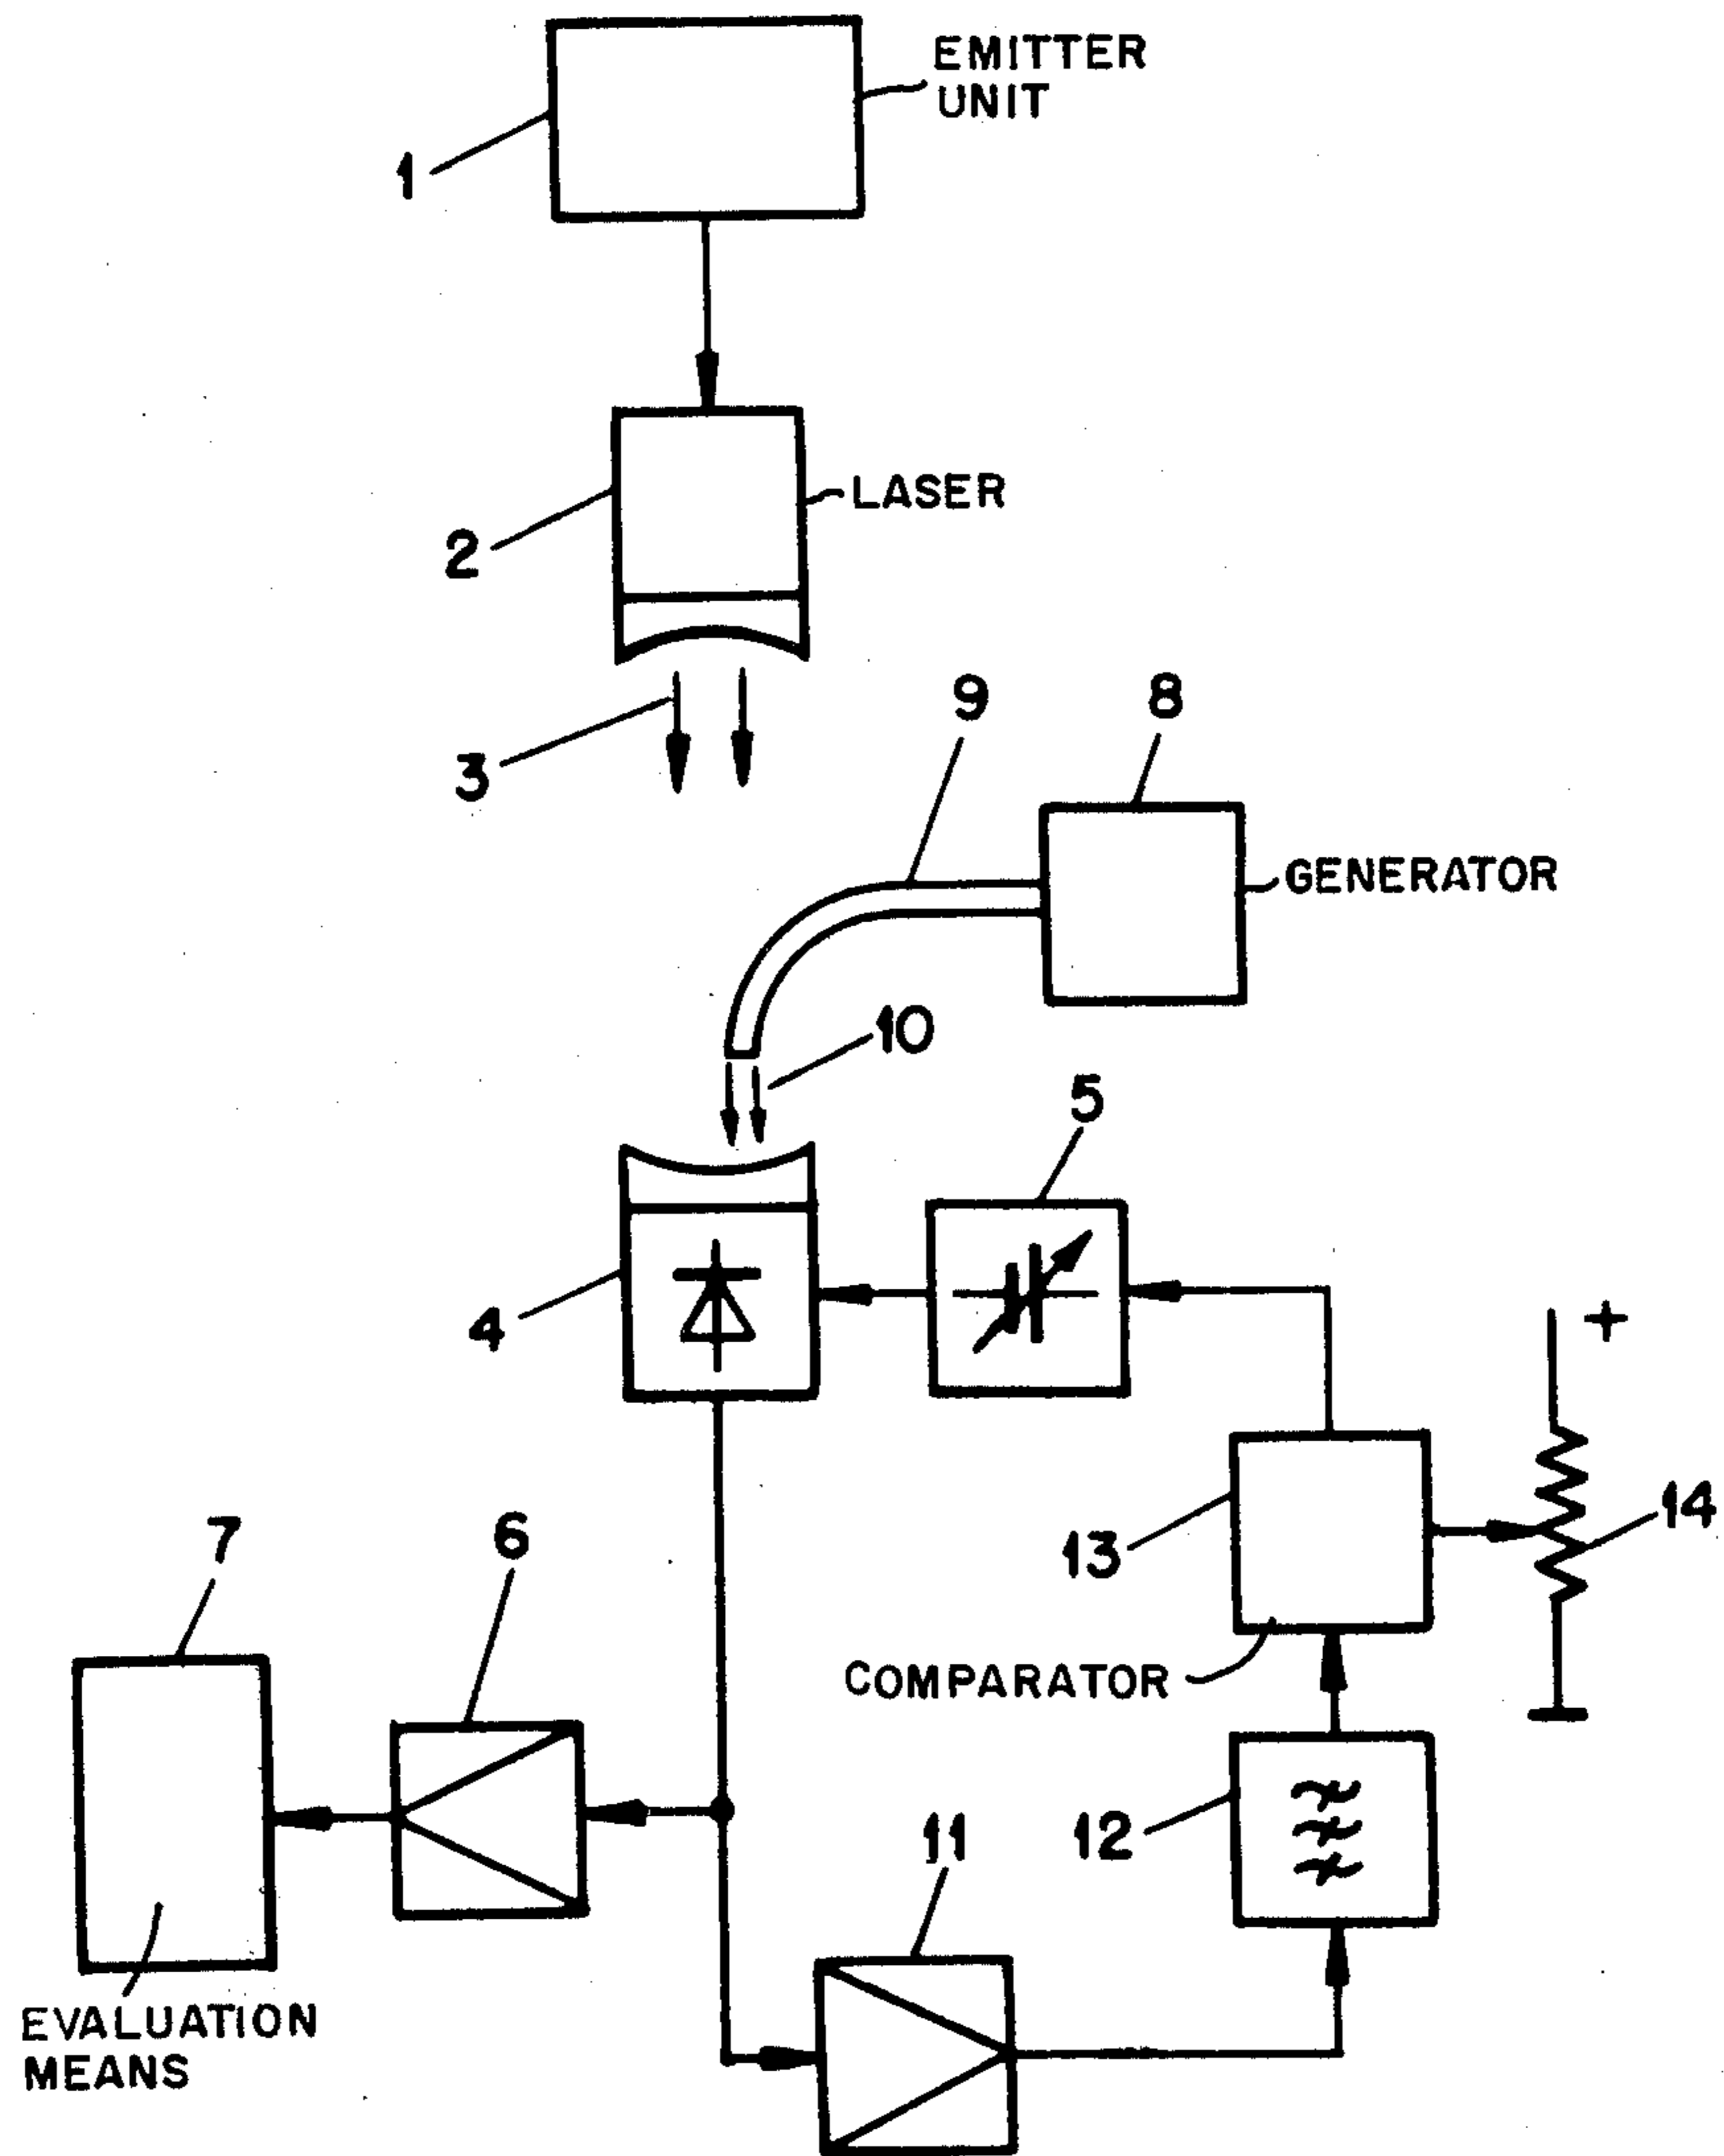 EMITTER
UNIT
1
LASER
2
3
9
8
GENERATOR
10
5
4
+
13
14
7
6
COMPARATOR
12
11
EVALUATION
MEANS